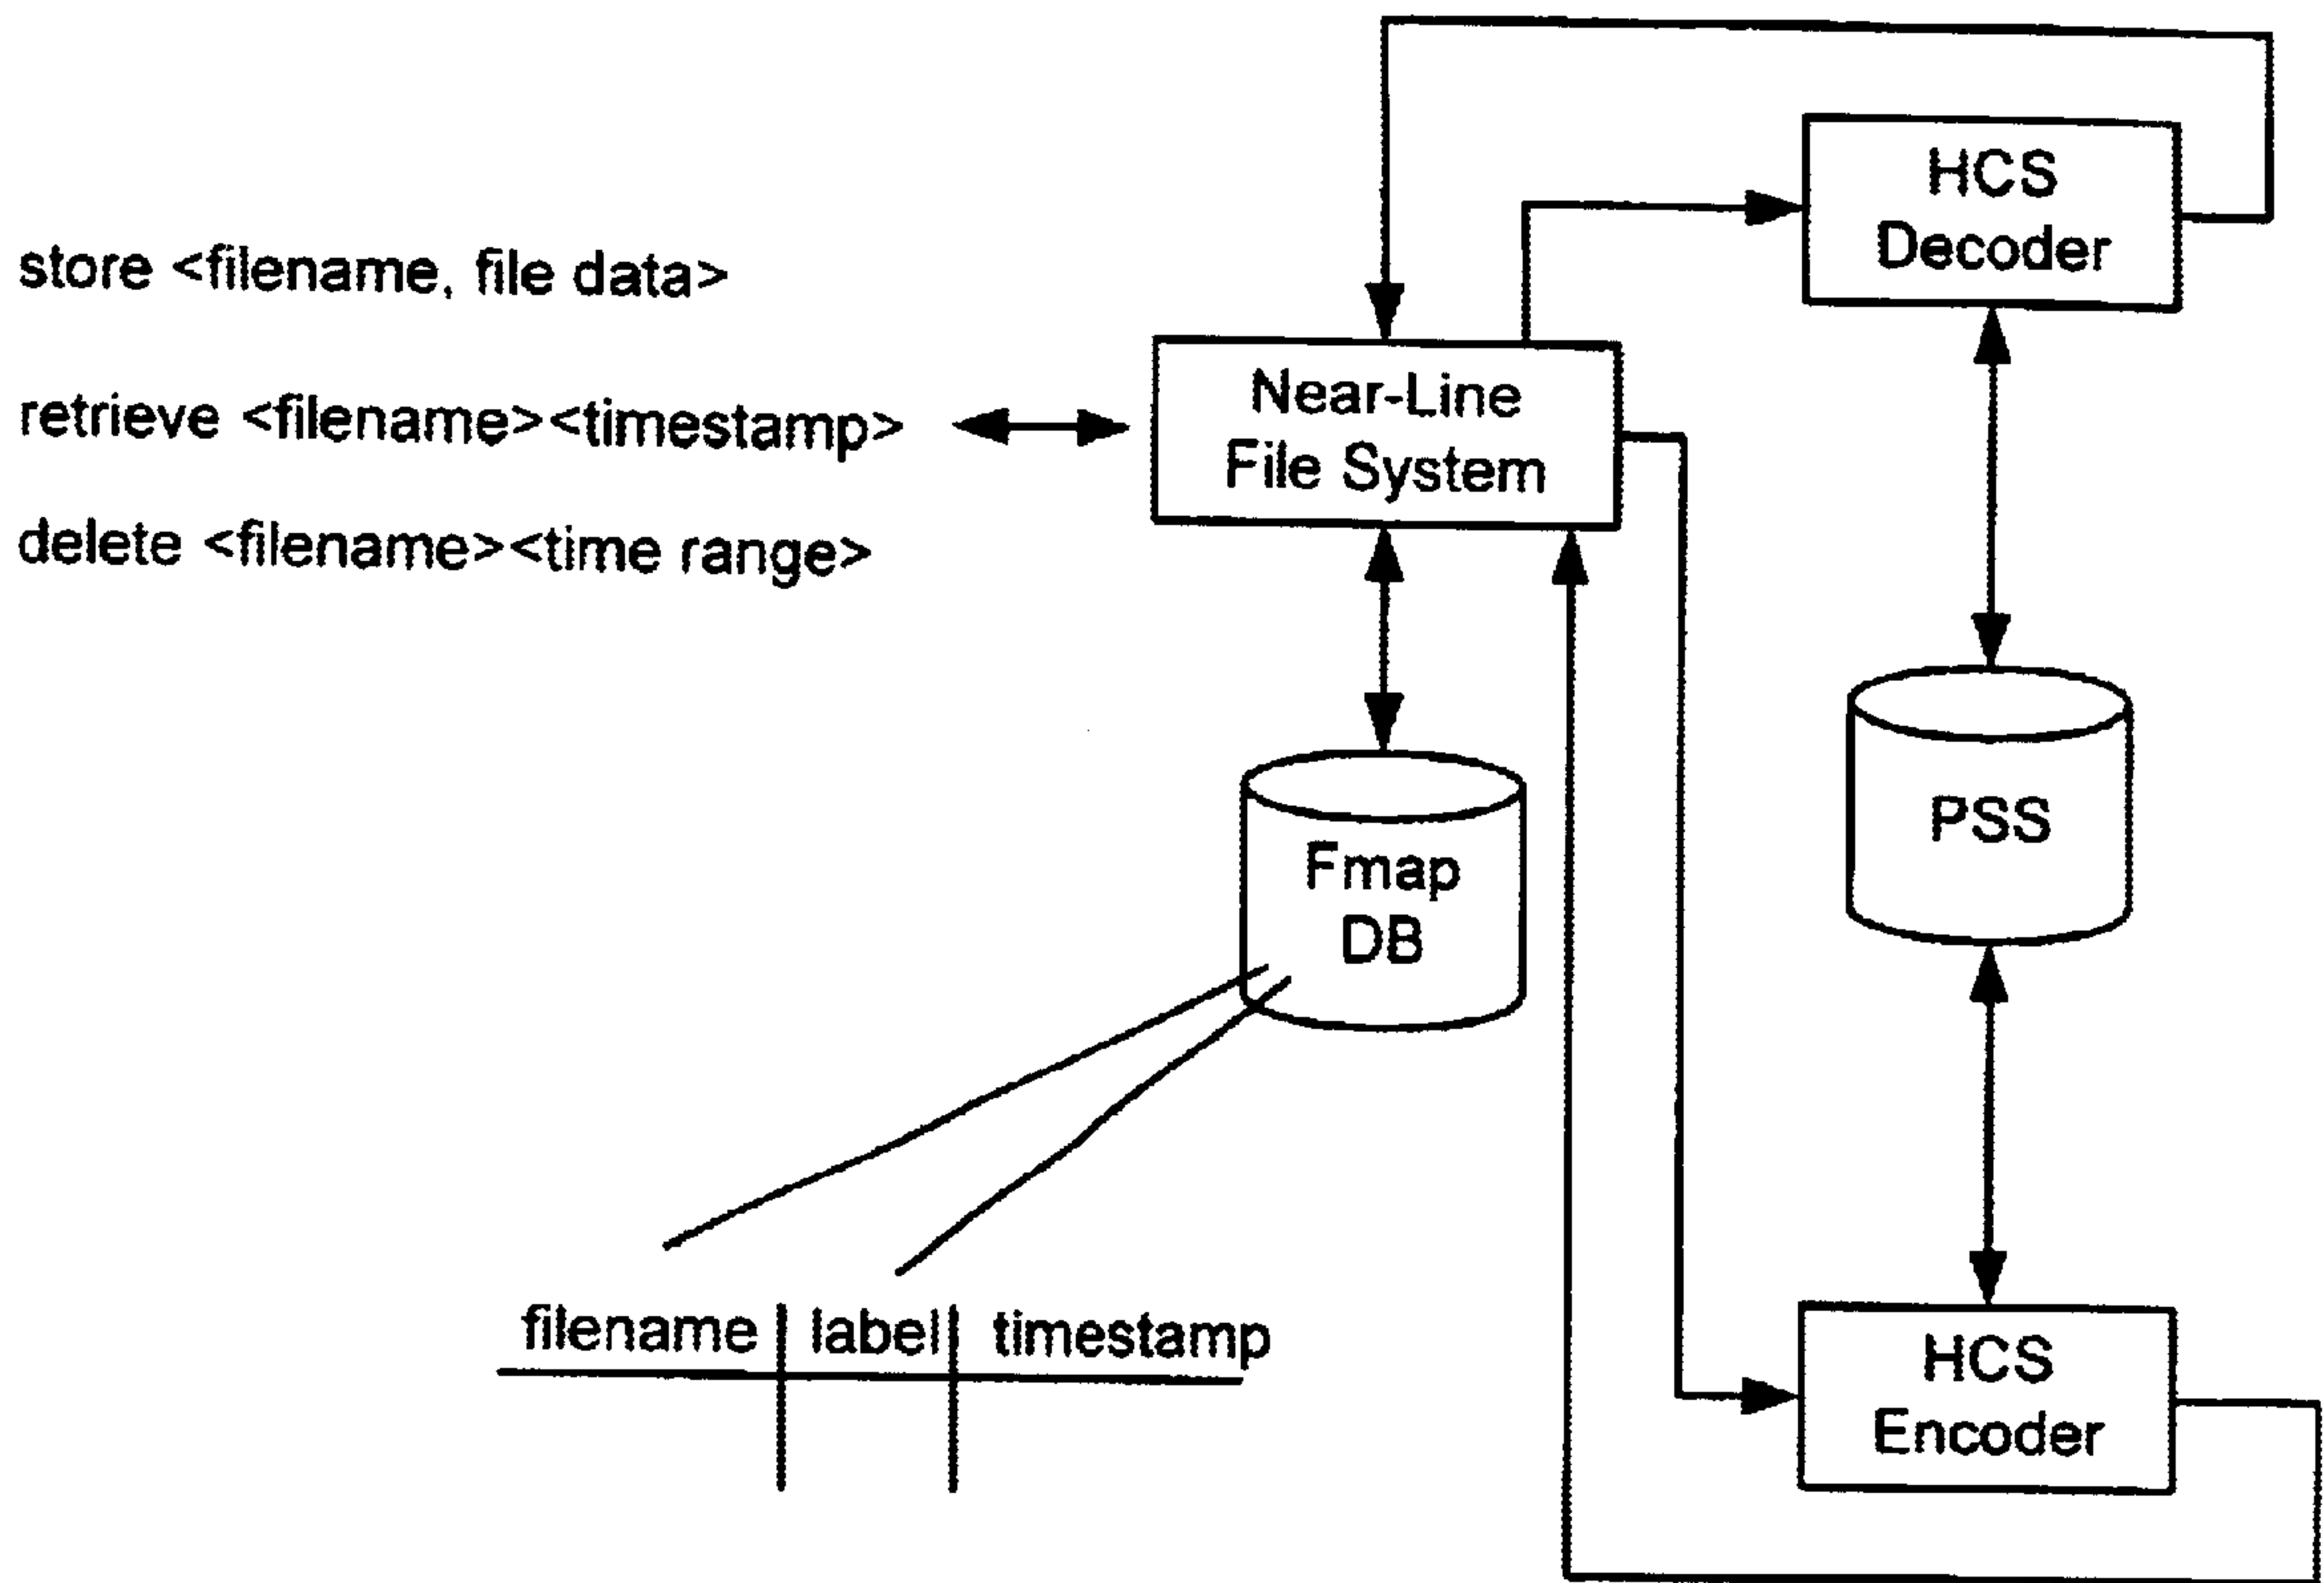 HCS
Decoder
store <filename, file data>
retrieve <filename><timestamp>
delete <filename><time range>
Near-Line
File System
PSS
Fmap
DB
filename label timestamp
HCS
Encoder